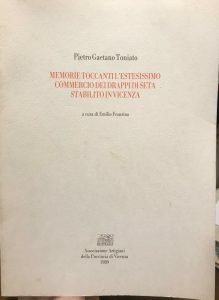 Pietro Gaetano Toniato
MEMORIE TOCCANTI L'ESTESISSIMO
COMMERCIO DEI DRAPPI DI SETA
STABILITO IN VICENZA
a cura di Emilio Franzina
Associazione Artigiani
della Provincia di Vicenza
1989